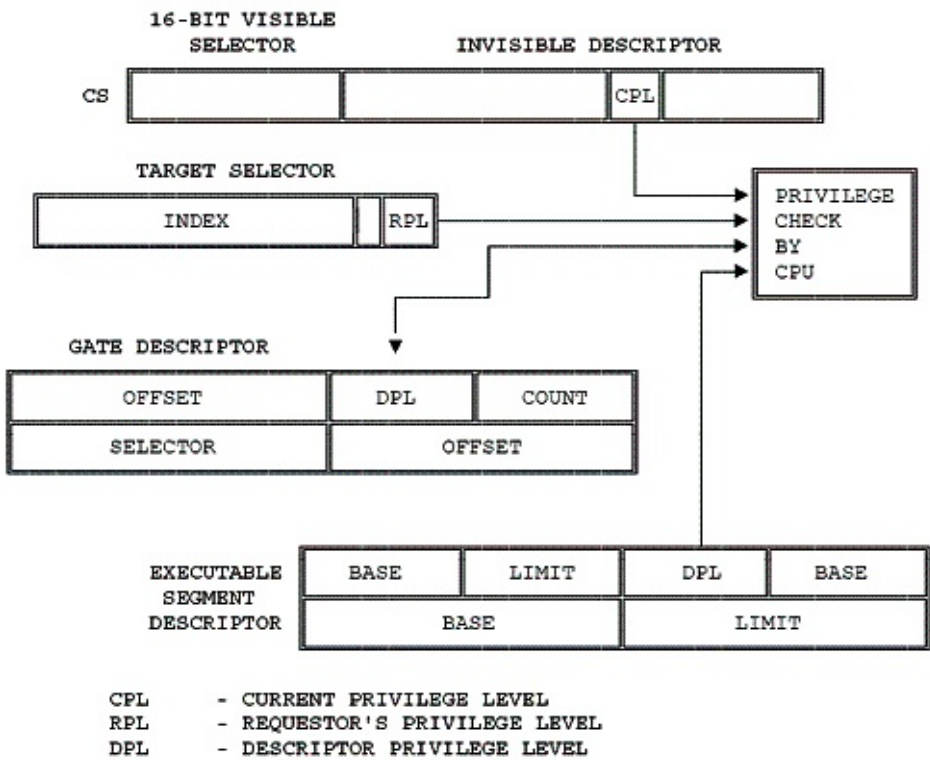 16-BIT VISIBLE
SELECTOR
INVISIBLE DESCRIPTOR
CS
CPL
TARGET SELECTOR
INDEX
RPL
PRIVILEGE
CHECK
BY
CPU
GATE DESCRIPTOR
OFFSET
DPL
COUNT
SELECTOR
OFFSET
EXECUTABLE
SEGMENT
DESCRIPTOR
BASE
LIMIT
DPL
BASE
BASE
LIMIT
CPL - CURRENT PRIVILEGE LEVEL
RPL - REQUESTOR'S PRIVILEGE LEVEL
DPL - DESCRIPTOR PRIVILEGE LEVEL